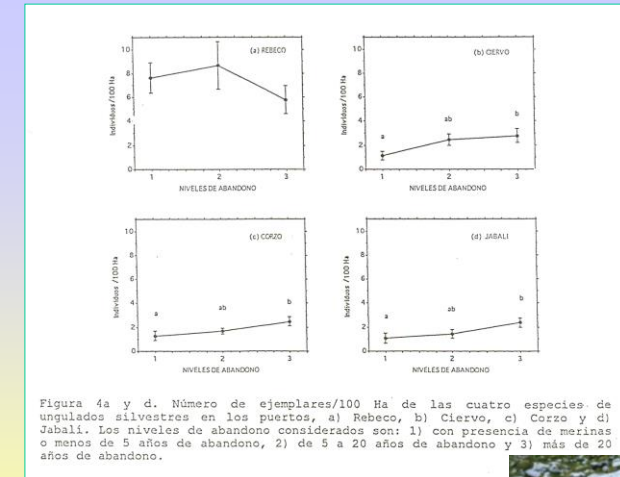 (a) REBECO
10
8
6
4
2
0
Individuos/100 Ha
1 2 3
NIVELES DE ABANDONO
(b) CIERVO
10
8
6
4
2
0
Individuos/100 Ha
a ab b
1 2 3
NIVELES DE ABANDONO
(c) CORZO
10
8
6
4
2
0
Individuos/100 Ha
a ab b
1 2 3
NIVELES DE ABANDONO
(d) JABALI
10
8
6
4
2
0
Individuos/100 Ha
a ab b
1 2 3
NIVELES DE ABANDONO
Figura 4a y d. Número de ejemplares/100 Ha de las cuatro especies de
ungulados silvestres en los puertos, a) Rebeco, b) Ciervo, c) Corzo y d)
Jabalí. Los niveles de abandono considerados son: 1) con presencia de merinas
o menos de 5 años de abandono, 2) de 5 a 20 años de abandono y 3) más de 20
años de abandono.